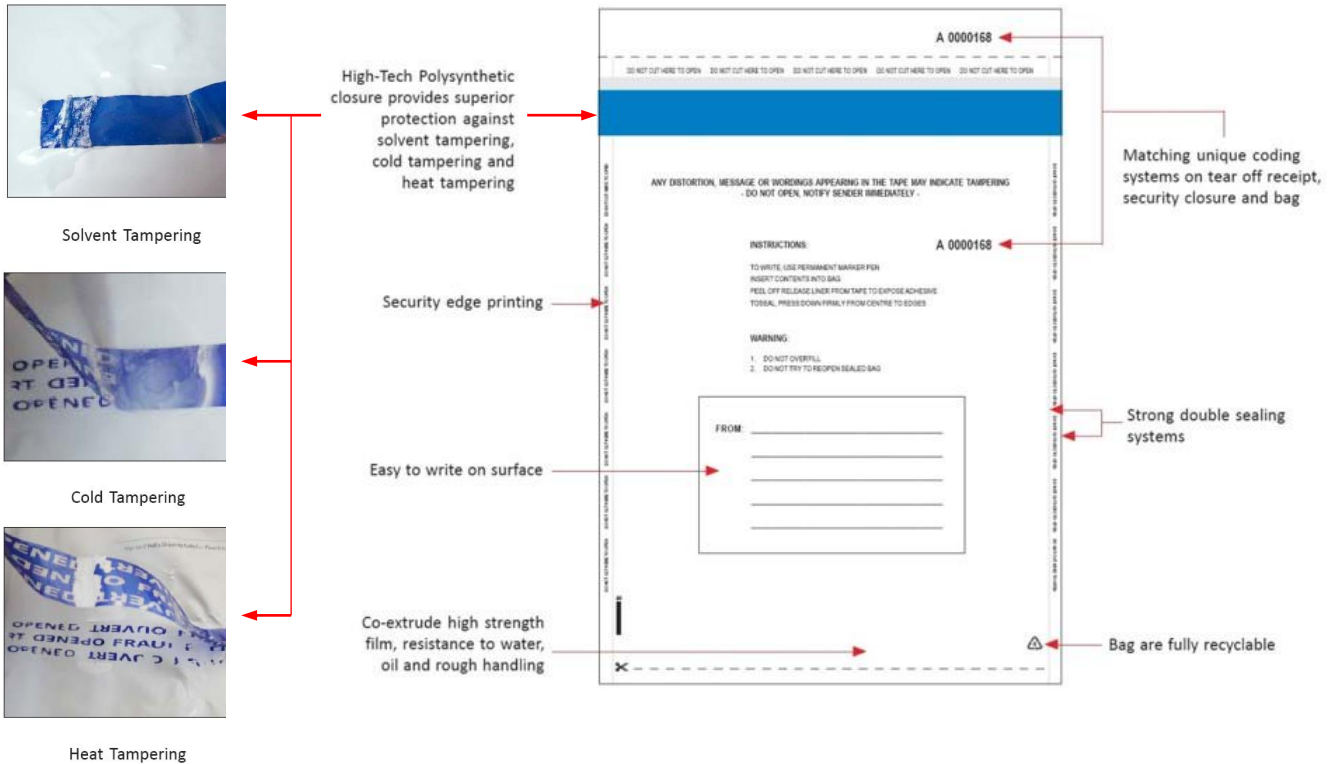 Solvent Tampering
Cold Tampering
Heat Tampering
OPENED
OPENED
High-Tech Polysynthetic
closure provides superior
protection against
solvent tampering,
cold tampering and
heat tampering
Security edge printing
Easy to write on surface
Co-extrude high strength
film, resistance to water,
oil and rough handling
A 0000168
DO NOT CUT HERE TO OPEN DO NOT CUT HERE TO OPEN DO NOT CUT HERE TO OPEN DO NOT CUT HERE TO OPEN DO NOT CUT HERE TO OPEN
ANY DISTORTION, MESSAGE OR WORDINGS APPEARING IN THE TAPE MAY INDICATE TAMPERING
- DO NOT OPEN, NOTIFY SENDER IMMEDIATELY -
INSTRUCTIONS:
A 0000168
TO WRITE, USE PERMANENT MARKER PEN
INSERT CONTENTS INTO BAG
PEEL OFF RELEASE LINER FROM TAPE TO EXPOSE ADHESIVE
TO SEAL, PRESS DOWN FIRMLY FROM CENTRE TO EDGES
WARNING:
1. DO NOT OVERFILL
2. DO NOT TRY TO REOPEN SEALED BAG
FROM:
Matching unique coding
systems on tear off receipt,
security closure and bag
Strong double sealing
systems
Bag are fully recyclable